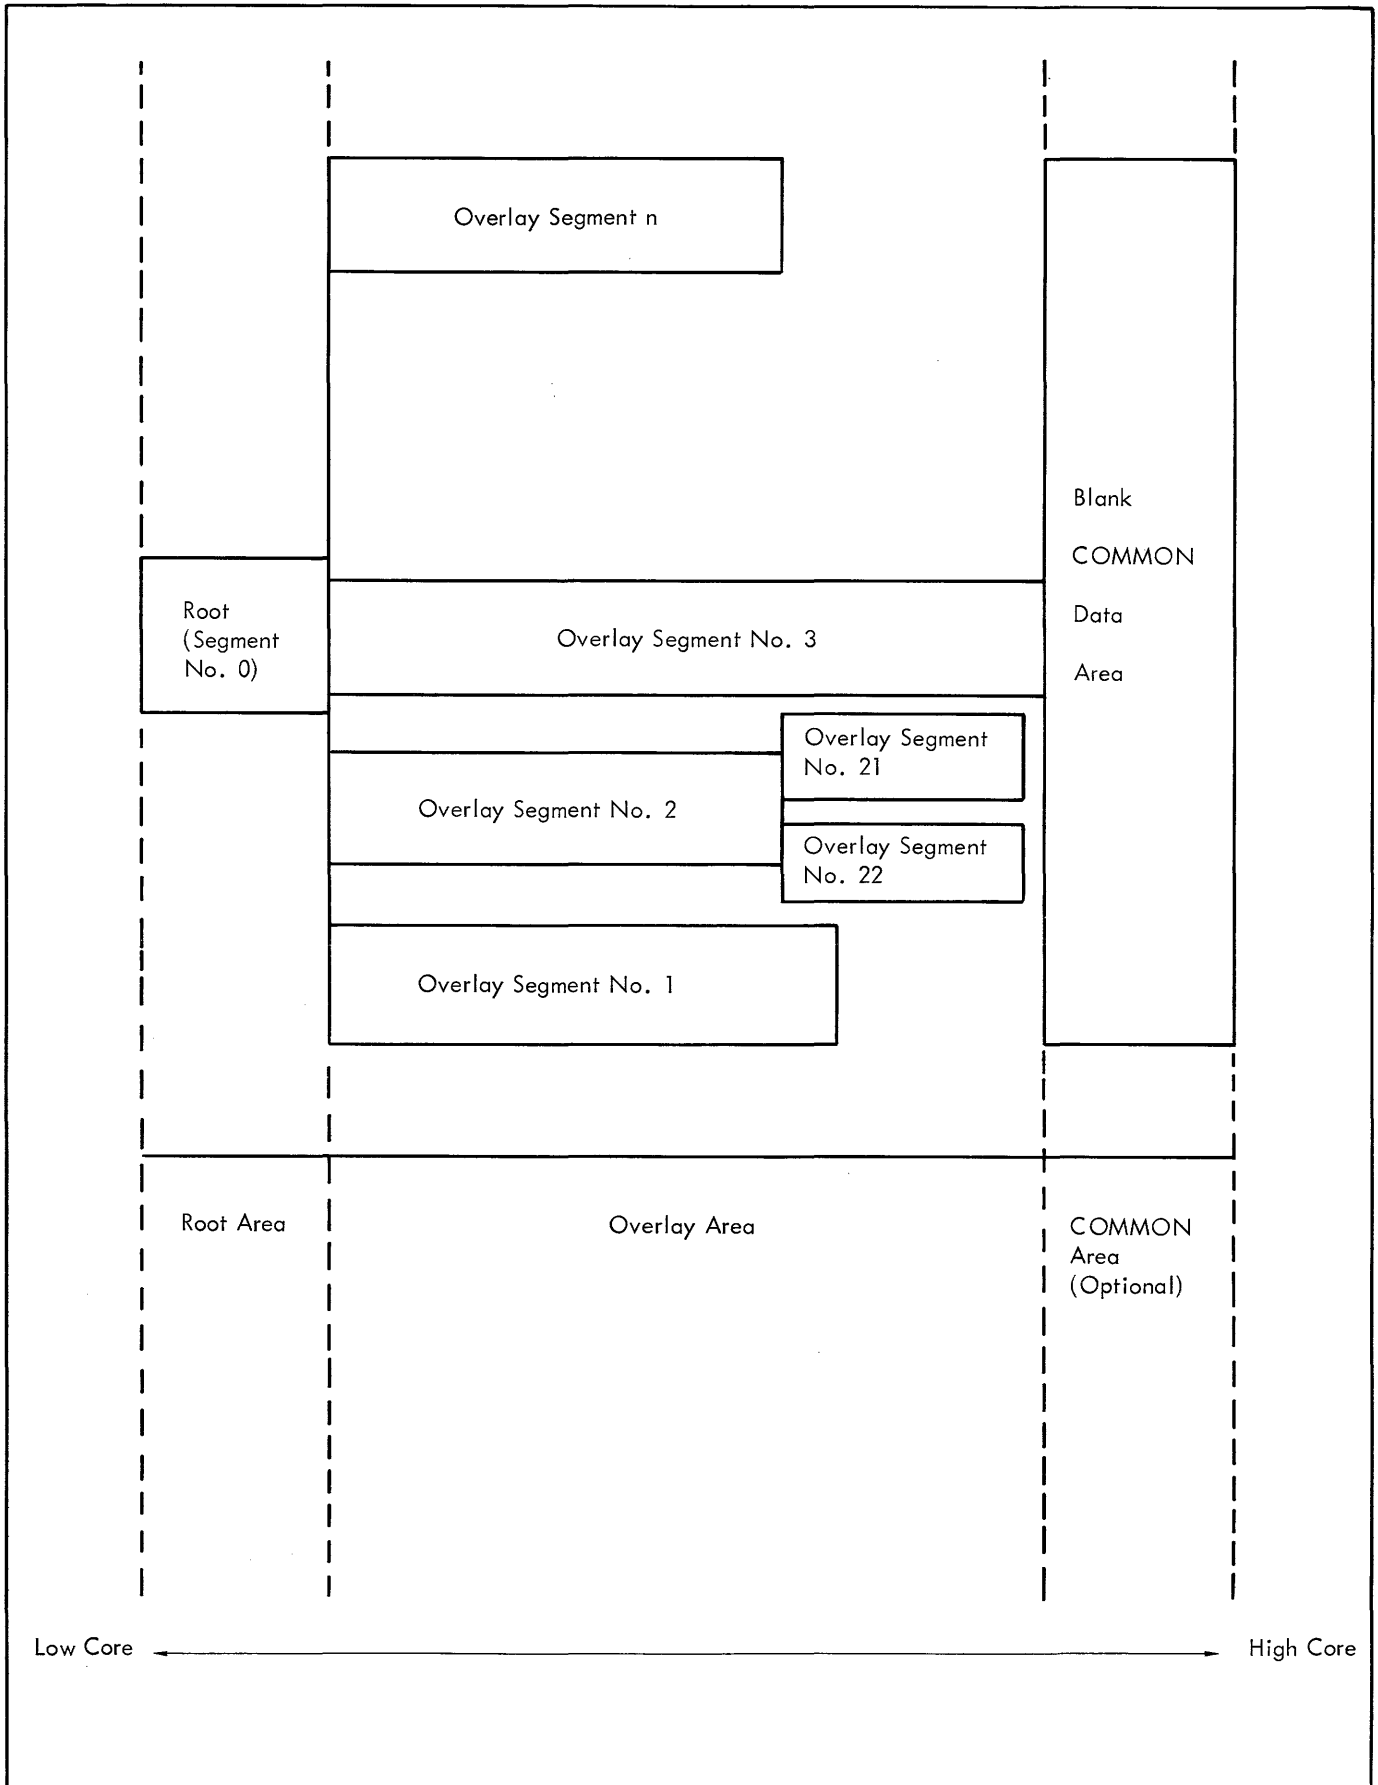 Overlay Segment n
Blank
COMMON
Data
Area
Root
(Segment
No. 0)
Overlay Segment No. 3
Overlay Segment
No. 21
Overlay Segment No. 2
Overlay Segment
No. 22
Overlay Segment No. 1
Root Area
Overlay Area
COMMON
Area
(Optional)
Low Core
High Core